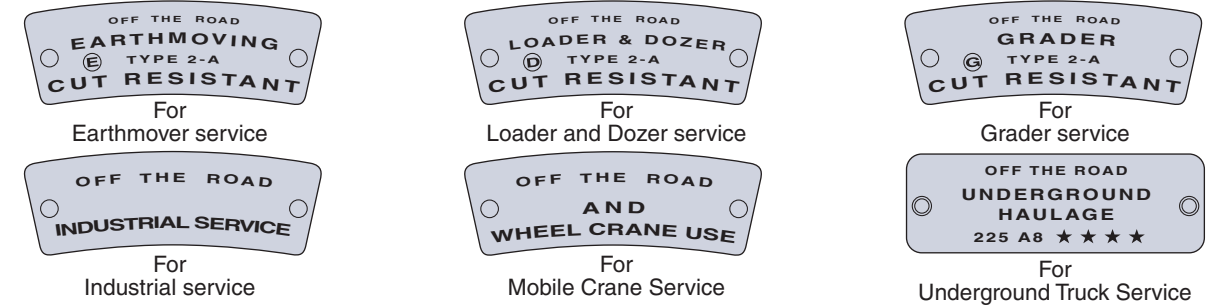 OFF THE ROAD
EARTHMOVING
E TYPE 2-A
CUT RESISTANT
For
Earthmover service
OFF THE ROAD
LOADER & DOZER
D TYPE 2-A
CUT RESISTANT
For
Loader and Dozer service
OFF THE ROAD
GRADER
G TYPE 2-A
CUT RESISTANT
For
Grader service
OFF THE ROAD
INDUSTRIAL SERVICE
For
Industrial service
OFF THE ROAD
AND
WHEEL CRANE USE
For
Mobile Crane Service
OFF THE ROAD
UNDERGROUND
HAULAGE
225 A8 ★ ★ ★ ★
For
Underground Truck Service